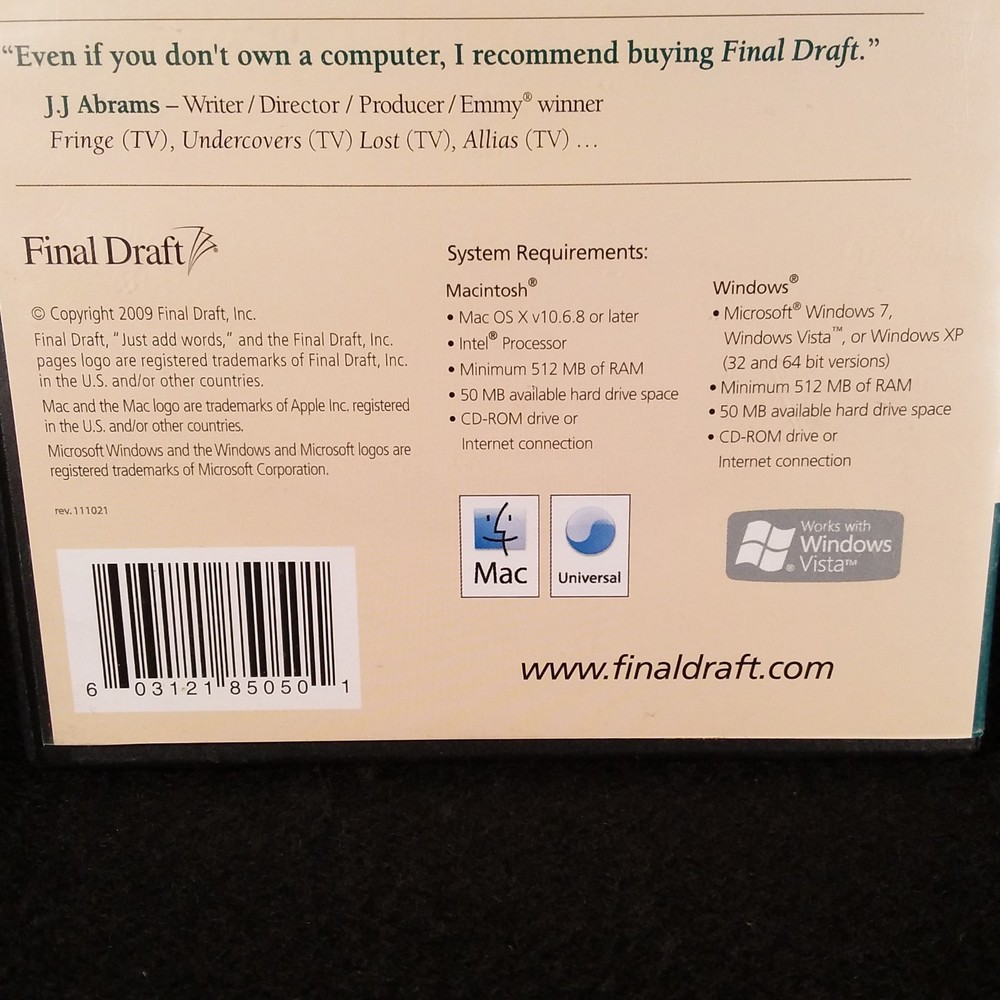 “Even if you don't own a computer, I recommend buying Final Draft.”
J.J Abrams – Writer / Director / Producer / Emmy® winner
Fringe (TV), Undercovers (TV) Lost (TV), Allias (TV) ...
Final Draft®
© Copyright 2009 Final Draft, Inc.
Final Draft, “Just add words,” and the Final Draft, Inc.
pages logo are registered trademarks of Final Draft, Inc.
in the U.S. and/or other countries.
Mac and the Mac logo are trademarks of Apple Inc. registered
in the U.S. and/or other countries.
Microsoft Windows and the Windows and Microsoft logos are
registered trademarks of Microsoft Corporation.
rev.111021
6 03121 85050 1
System Requirements:
Macintosh®
• Mac OS X v10.6.8 or later
• Intel® Processor
• Minimum 512 MB of RAM
• 50 MB available hard drive space
• CD-ROM drive or
Internet connection
Mac
Universal
Windows®
• Microsoft® Windows 7,
Windows Vista™, or Windows XP
(32 and 64 bit versions)
• Minimum 512 MB of RAM
• 50 MB available hard drive space
• CD-ROM drive or
Internet connection
Works with
® Windows
Vista™
www.finaldraft.com